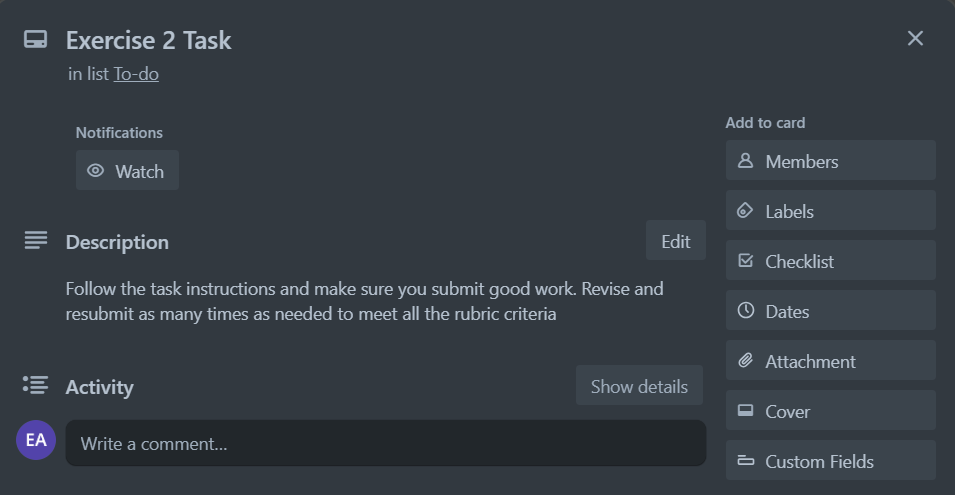 Exercise 2 Task
in list To-do
Notifications
Watch
Description
Edit
Follow the task instructions and make sure you submit good work. Revise and
resubmit as many times as needed to meet all the rubric criteria
Activity
Show details
EA
Write a comment...
Add to card
Members
Labels
Checklist
Dates
Attachment
Cover
Custom Fields